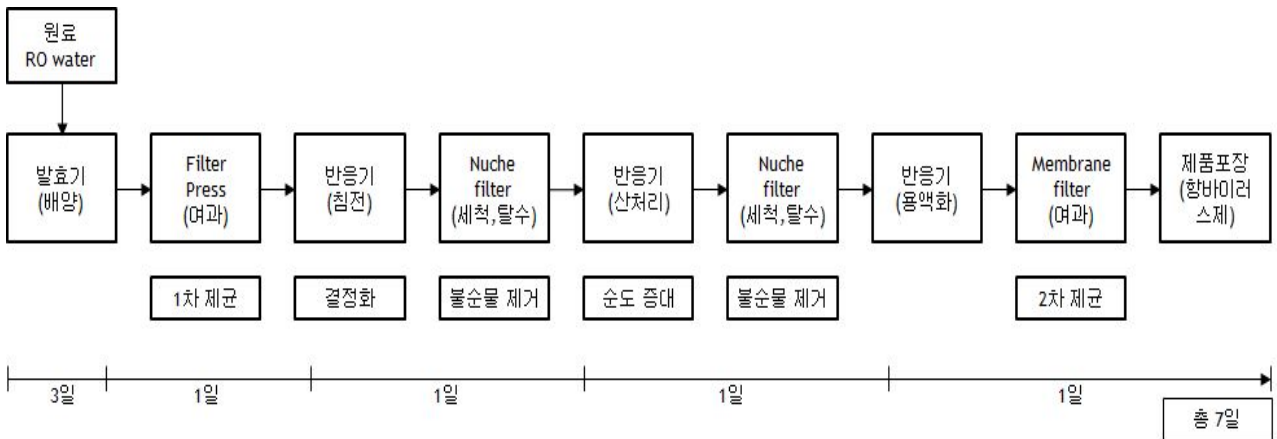 원료
RO water
발효기
(배양)
Filter
Press
(여과)
반응기
(침전)
Nuche
filter
(세척,탈수)
반응기
(산처리)
Nuche
filter
(세척,탈수)
반응기
(용액화)
Membrane
filter
(여과)
제품포장
(항바이러
스제)
1차 제균
결정화
불순물 제거
순도 증대
불순물 제거
2차 제균
3일
1일
1일
1일
1일
총 7일